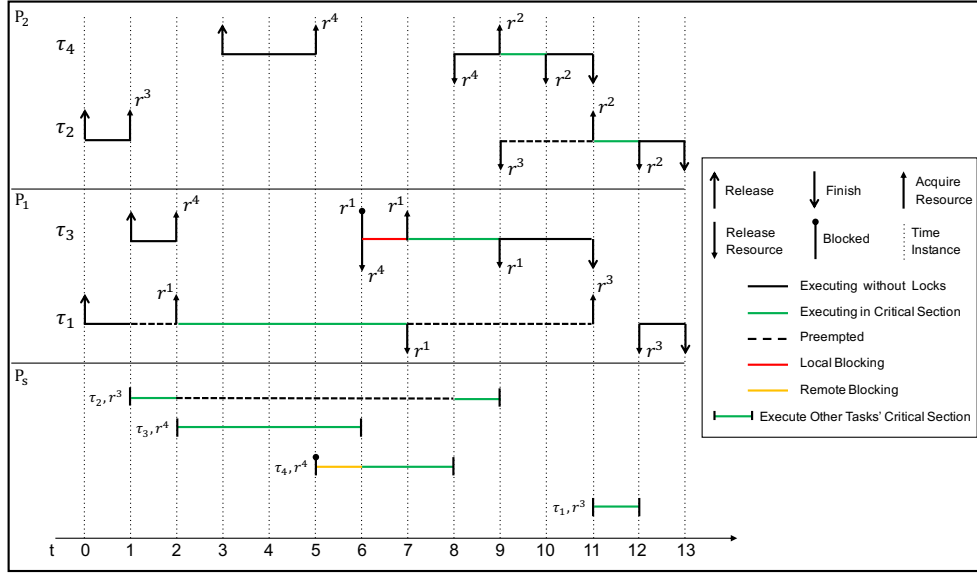 P₂
r⁴ r²
τ₄
r⁴ r²
r³ r²
τ₂
r³ r²
P₁
r⁴ r¹ r¹
τ₃
r⁴ r¹
r¹ r³
τ₁
r¹ r³
Pₛ
τ₂, r³
τ₃, r⁴
τ₄, r⁴
τ₁, r³
t 0 1 2 3 4 5 6 7 8 9 10 11 12 13
Release Finish Acquire
Resource
Release
Resource Blocked Time
Instance
Executing without Locks
Executing in Critical Section
Preempted
Local Blocking
Remote Blocking
Execute Other Tasks' Critical Section